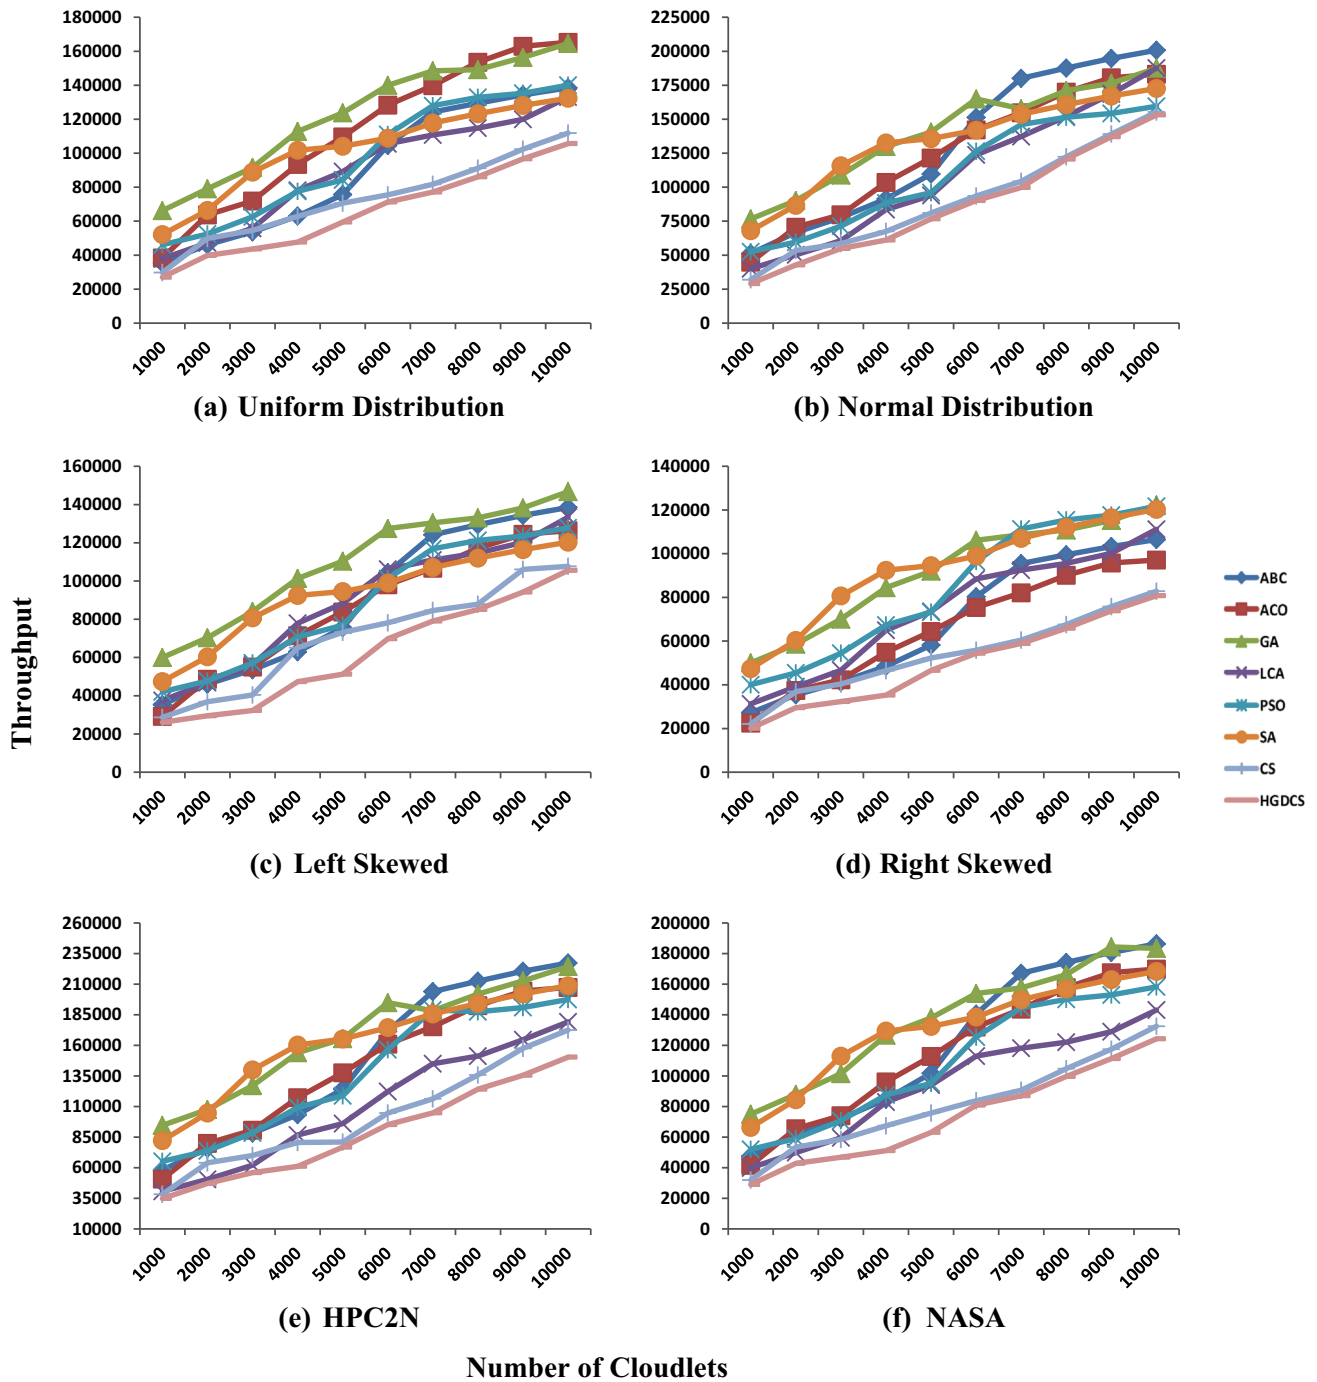 180000
160000
140000
120000
100000
80000
60000
40000
20000
0
1000 2000 3000 4000 5000 6000 7000 8000 9000 10000
(a) Uniform Distribution
225000
200000
175000
150000
125000
100000
75000
50000
25000
0
1000 2000 3000 4000 5000 6000 7000 8000 9000 10000
(b) Normal Distribution
Throughput
160000
140000
120000
100000
80000
60000
40000
20000
0
1000 2000 3000 4000 5000 6000 7000 8000 9000 10000
(c) Left Skewed
140000
120000
100000
80000
60000
40000
20000
0
1000 2000 3000 4000 5000 6000 7000 8000 9000 10000
(d) Right Skewed
ABC
ACO
GA
LCA
PSO
SA
CS
HGDCS
260000
235000
210000
185000
160000
135000
110000
85000
60000
35000
10000
1000 2000 3000 4000 5000 6000 7000 8000 9000 10000
(e) HPC2N
200000
180000
160000
140000
120000
100000
80000
60000
40000
20000
0
1000 2000 3000 4000 5000 6000 7000 8000 9000 10000
(f) NASA
Number of Cloudlets